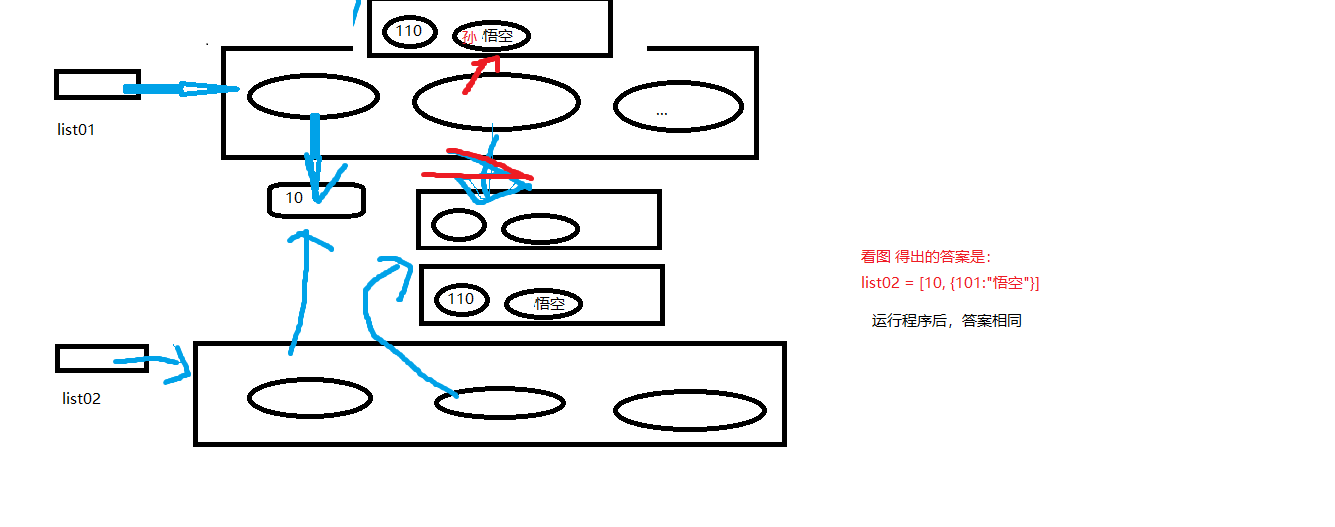 110 孙 悟空
list01
...
10
110 悟空
list02
看图 得出的答案是：
list02 = [10, {101:"悟空"}]
运行程序后，答案相同